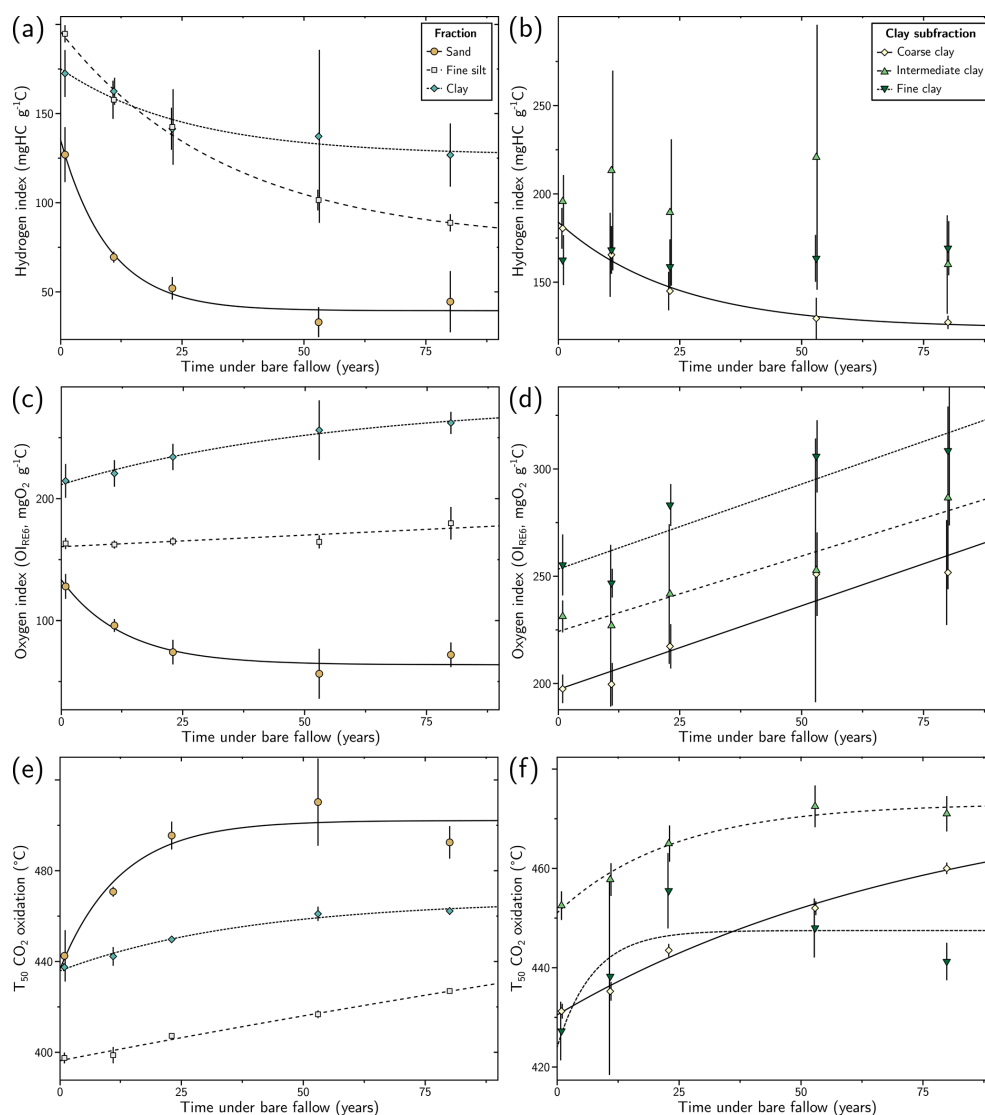 (a)
Fraction
Sand
Fine silt
Clay
150
100
50
Hydrogen index (mgHC g⁻¹C)
0 25 50 75
Time under bare fallow (years)
(b)
Clay subfraction
Coarse clay
Intermediate clay
Fine clay
250
200
150
Hydrogen index (mgHC g⁻¹C)
0 25 50 75
Time under bare fallow (years)
(c)
200
100
Oxygen index (OI_RE6, mgO₂ g⁻¹C)
0 25 50 75
Time under bare fallow (years)
(d)
300
250
200
Oxygen index (OI_RE6, mgO₂ g⁻¹C)
0 25 50 75
Time under bare fallow (years)
(e)
480
440
400
T₅₀ CO₂ oxidation (°C)
0 25 50 75
Time under bare fallow (years)
(f)
460
440
420
T₅₀ CO₂ oxidation (°C)
0 25 50 75
Time under bare fallow (years)